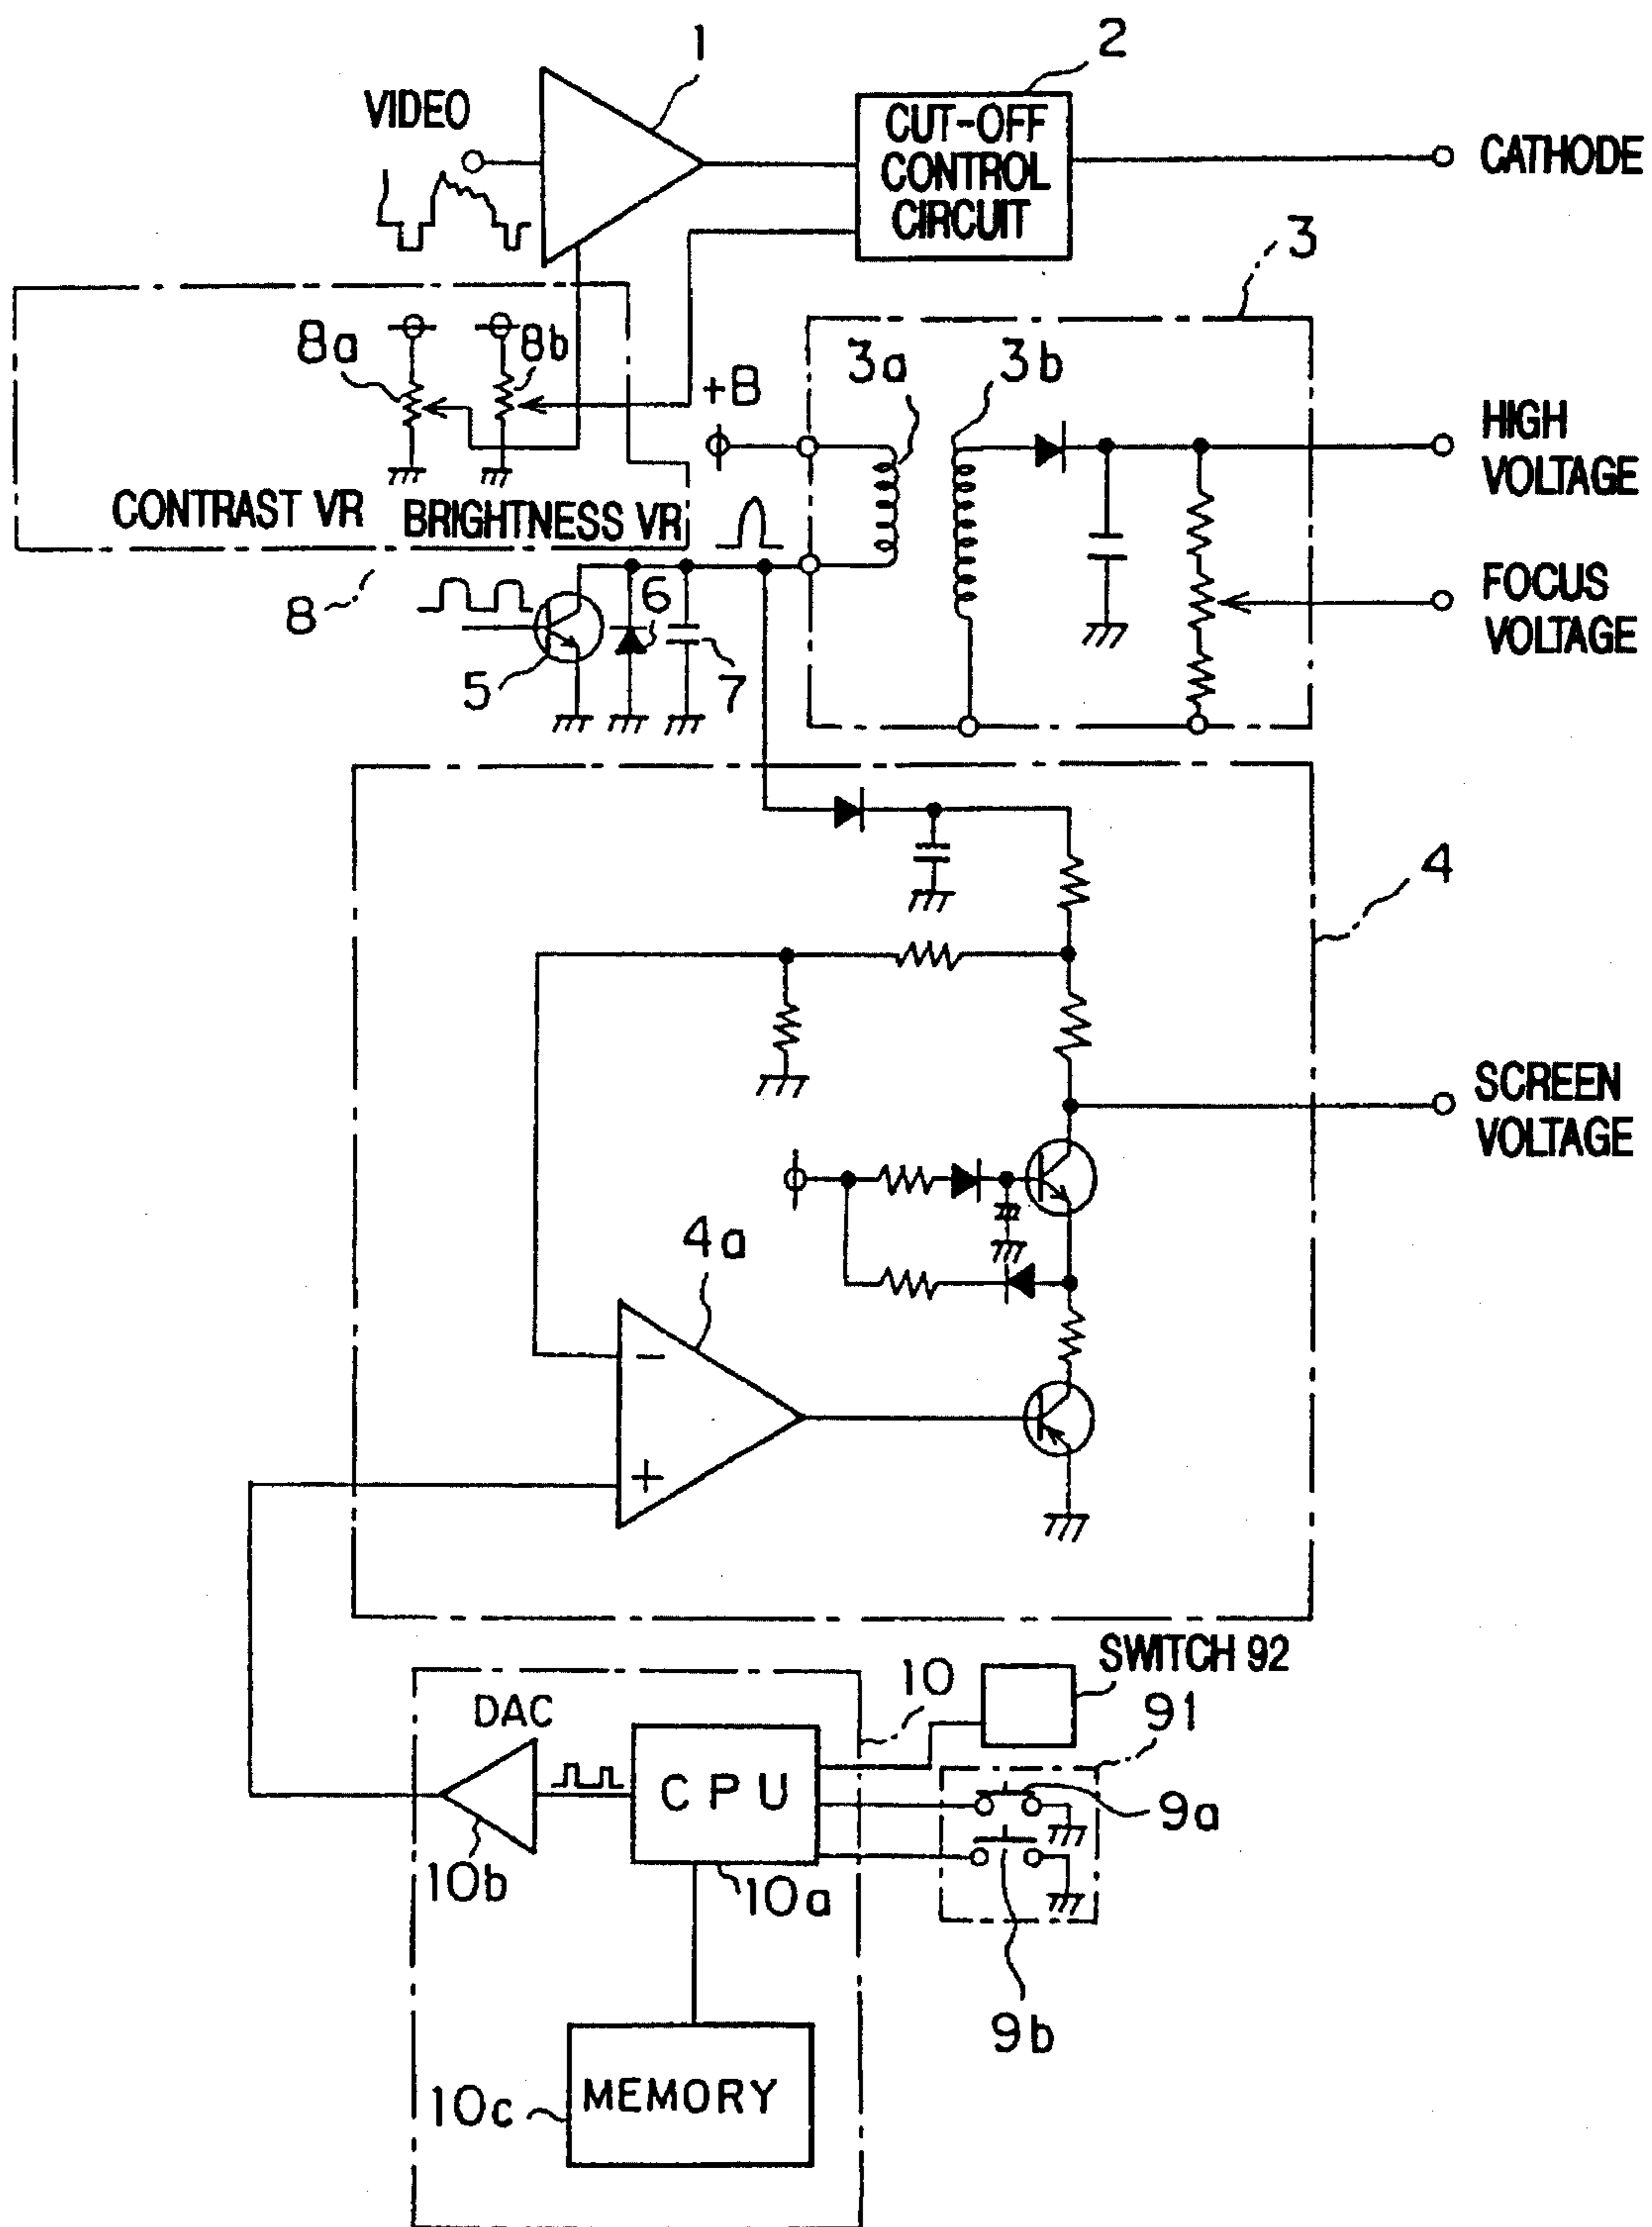 1
2
VIDEO
CUT-OFF
CONTROL
CIRCUIT
CATHODE
3
8a
8b
+B
3a
3b
HIGH
VOLTAGE
CONTRAST VR
BRIGHTNESS VR
FOCUS
VOLTAGE
8
6
5
7
4
SCREEN
VOLTAGE
4a
−
+
SWITCH 92
10
91
DAC
CPU
9a
10b
10a
9b
10c
MEMORY